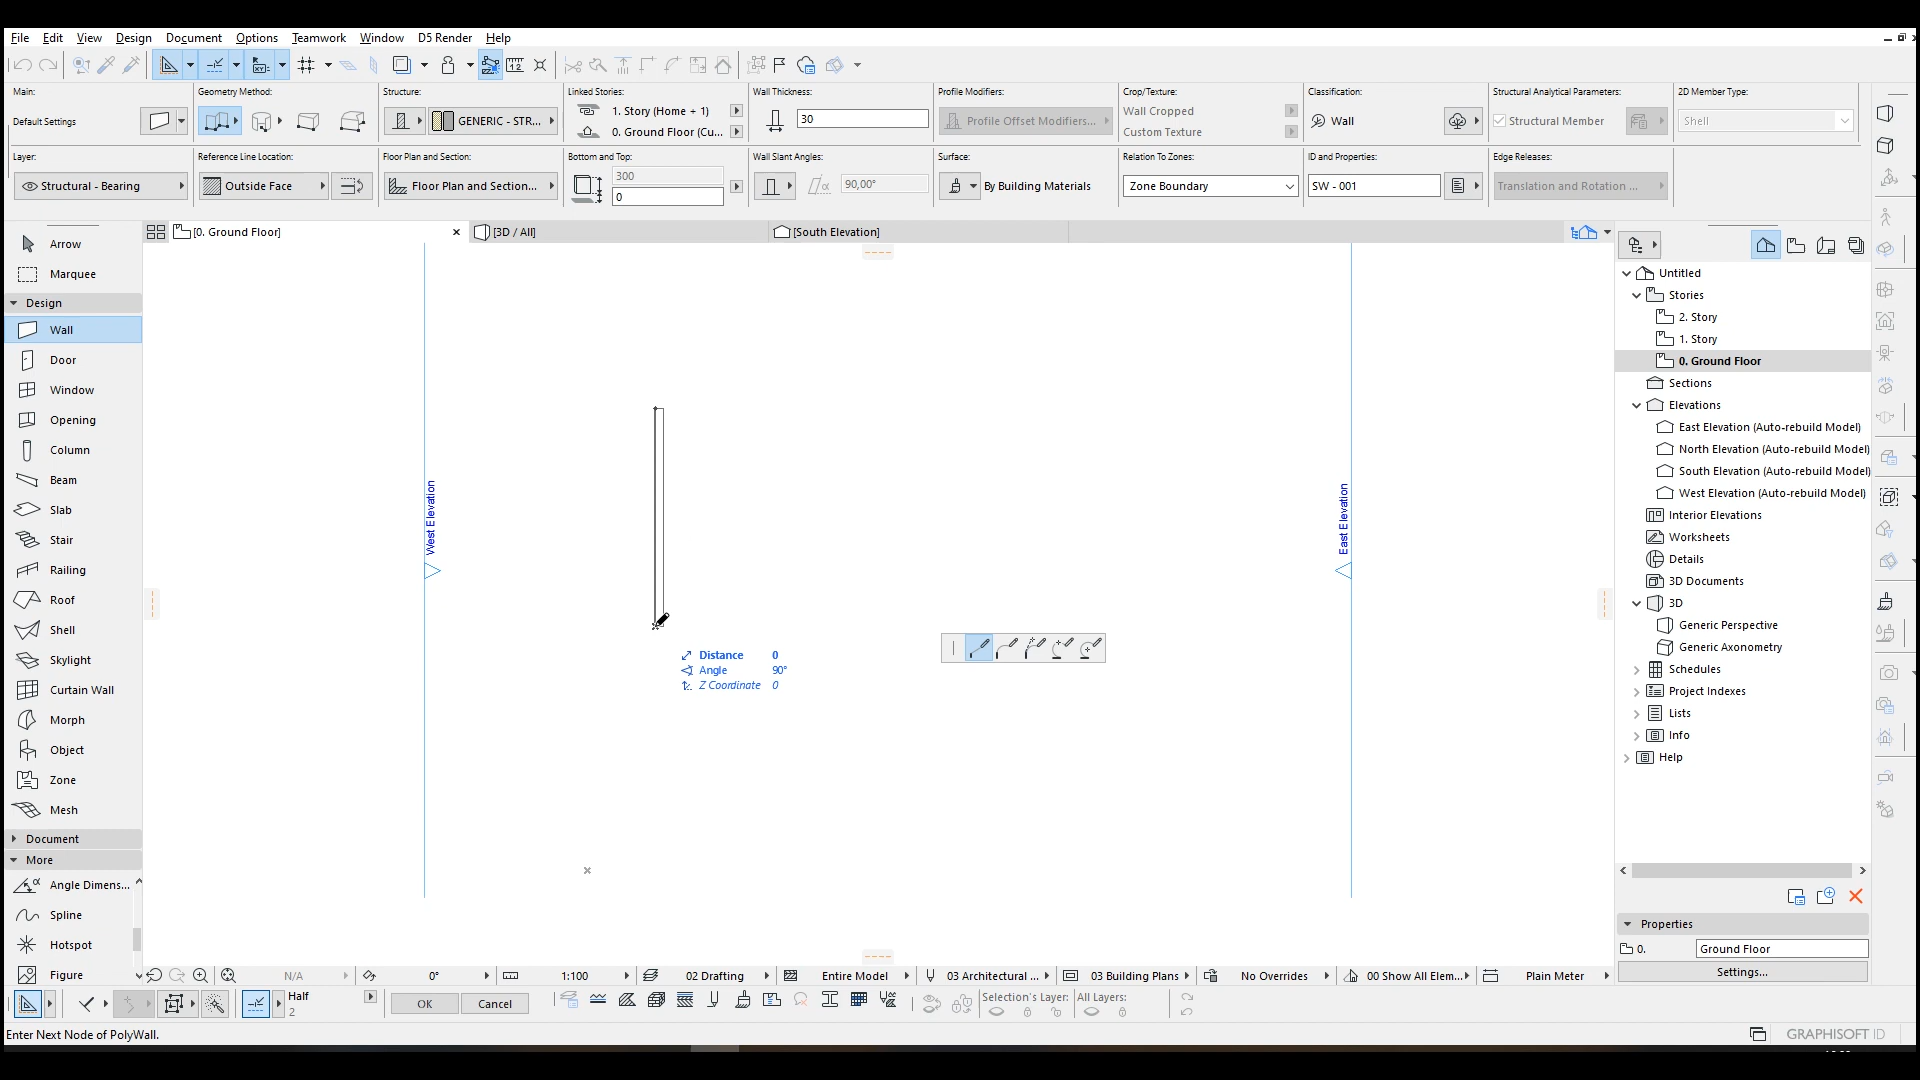 File Edit View Design Document Options Teamwork Window D5 Render Help
Main: Geometry Method: Structure: Linked Stories: Wall Thickness: Profile Modifiers: Crop/Texture: Classification: Structural Analytical Parameters: 2D Member Type:
Default Settings GENERIC - STR... 1. Story (Home + 1) 30 Profile Offset Modifiers... Wall Cropped Wall Structural Member Shell
0. Ground Floor (Cu... Custom Texture
Layer: Reference Line Location: Floor Plan and Section: Bottom and Top: Wall Slant Angles: Surface: Relation To Zones: ID and Properties: Edge Releases:
300
Structural - Bearing Outside Face Floor Plan and Section... 90,00° By Building Materials Zone Boundary SW - 001 Translation and Rotation ...
0
[0. Ground Floor] [3D / All] [South Elevation]
Arrow
Marquee
Design
Wall
Door
Window
Opening
Column
Beam
Slab
Stair
Railing
Roof
Shell
Skylight
Curtain Wall
Morph
Object
Zone
Mesh
Document
More
Angle Dimens...
Spline
Hotspot
Figure
West Elevation
East Elevation
Distance 0
Angle 90°
Z Coordinate 0
Untitled
Stories
2. Story
1. Story
0. Ground Floor
Sections
Elevations
East Elevation (Auto-rebuild Model)
North Elevation (Auto-rebuild Model)
South Elevation (Auto-rebuild Model)
West Elevation (Auto-rebuild Model)
Interior Elevations
Worksheets
Details
3D Documents
3D
Generic Perspective
Generic Axonometry
Schedules
Project Indexes
Lists
Info
Help
Properties
0. Ground Floor
Settings...
N/A 0° 1:100 02 Drafting Entire Model 03 Architectural ... 03 Building Plans No Overrides 00 Show All Elem... Plain Meter
Half
2
OK Cancel Selection's Layer: All Layers:
Enter Next Node of PolyWall. GRAPHISOFT ID